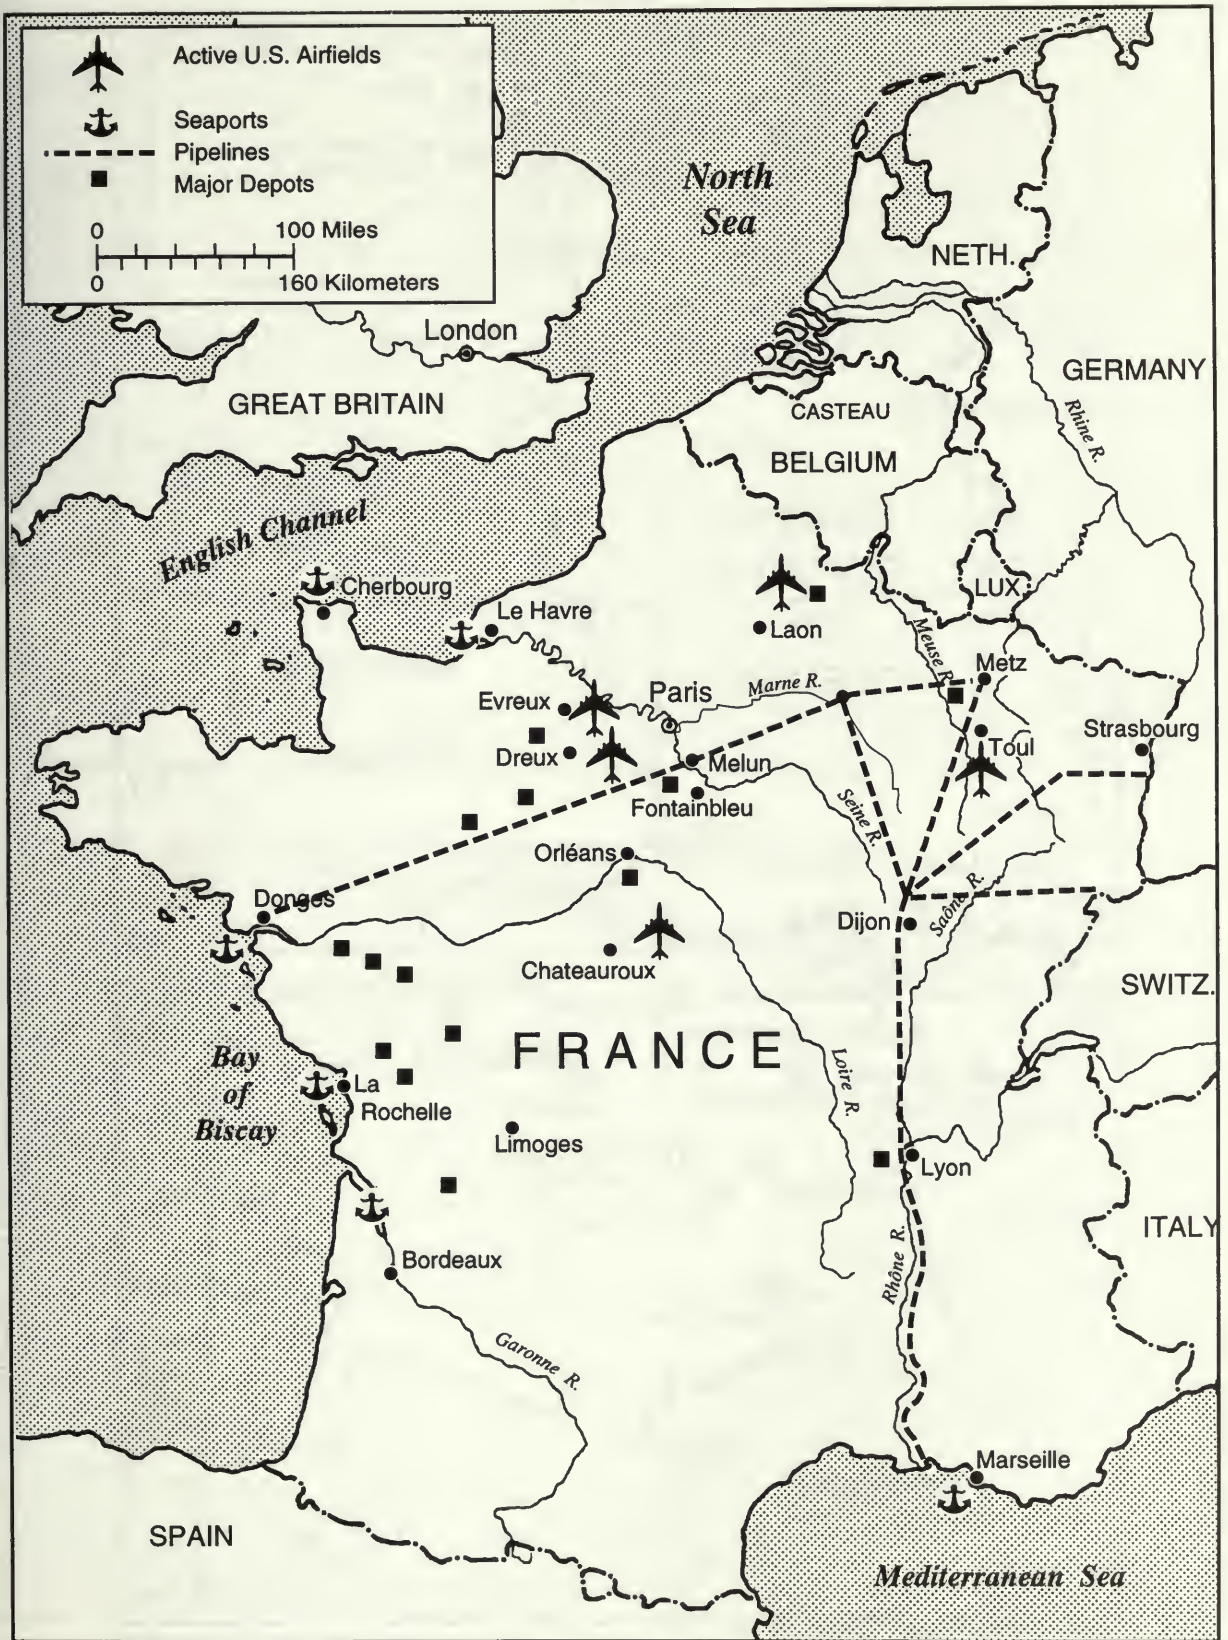 Active U.S. Airfields
Seaports
Pipelines
Major Depots
0 100 Miles
0 160 Kilometers
North
Sea
NETH.
London
GREAT BRITAIN
GERMANY
CASTEAU
Rhine R.
BELGIUM
English Channel
Cherbourg
LUX.
Le Havre
Laon
Meuse R.
Metz
Evreux
Paris
Marne R.
Strasbourg
Toul
Dreux
Melun
Fontainbleu
Seine R.
Orléans
Donges
Dijon
Saône R.
Chateauroux
SWITZ.
FRANCE
Bay
of
Biscay
Loire R.
La
Rochelle
Limoges
Lyon
ITALY
Rhône R.
Bordeaux
Garonne R.
Marseille
SPAIN
Mediterranean Sea